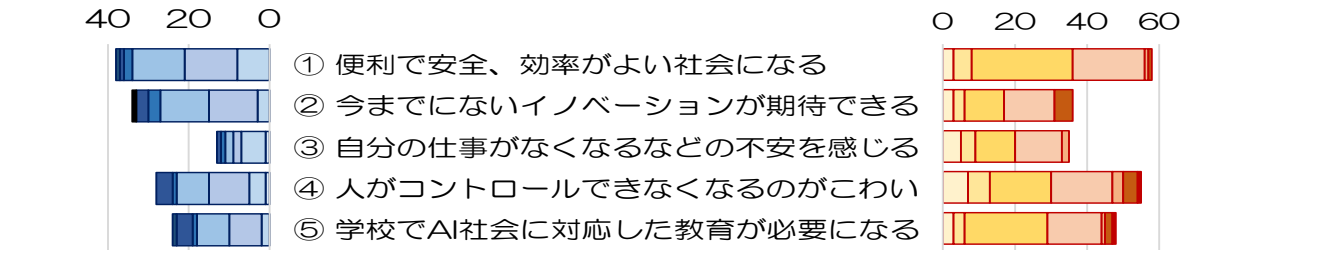 40 20 0 0 20 40 60
① 便利で安全、効率がよい社会になる
② 今までにないイノベーションが期待できる
③ 自分の仕事がなくなるなどの不安を感じる
④ 人がコントロールできなくなるのがこわい
⑤ 学校でAI社会に対応した教育が必要になる